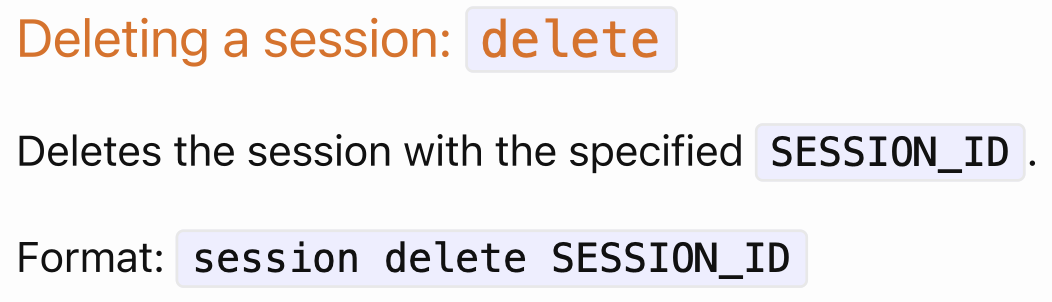 Deleting a session: delete
Deletes the session with the specified SESSION_ID.
Format: session delete SESSION_ID